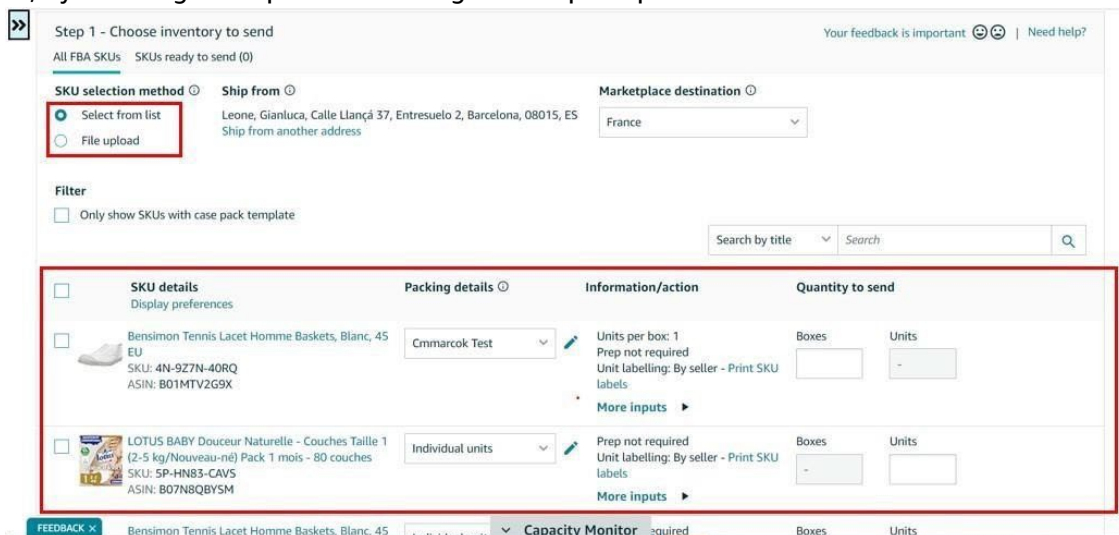 Step 1 - Choose inventory to send
Your feedback is important | Need help?
All FBA SKUs SKUs ready to send (0)
SKU selection method Ship from Marketplace destination
Select from list
Leone, Gianluca, Calle Llançá 37, Entresuelo 2, Barcelona, 08015, ES
France
Ship from another address
File upload
Filter
Only show SKUs with case pack template
Search by title Search
SKU details Packing details Information/action Quantity to send
Display preferences
Bensimon Tennis Lacet Homme Baskets, Blanc, 45
EU
SKU: 4N-9Z7N-40RQ
ASIN: B01MTV2G9X
Cmmarcok Test
Units per box: 1
Prep not required
Unit labelling: By seller - Print SKU
labels
More inputs
Boxes Units
-
LOTUS BABY Douceur Naturelle - Couches Taille 1
(2-5 kg/Nouveau-né) Pack 1 mois - 80 couches
SKU: 5P-HN83-CAVS
ASIN: B07N8QBYSM
Individual units
Prep not required
Unit labelling: By seller - Print SKU
labels
More inputs
Boxes Units
-
FEEDBACK ×
Bensimon Tennis Lacet Homme Baskets, Blanc, 45
Capacity Monitor
Boxes Units